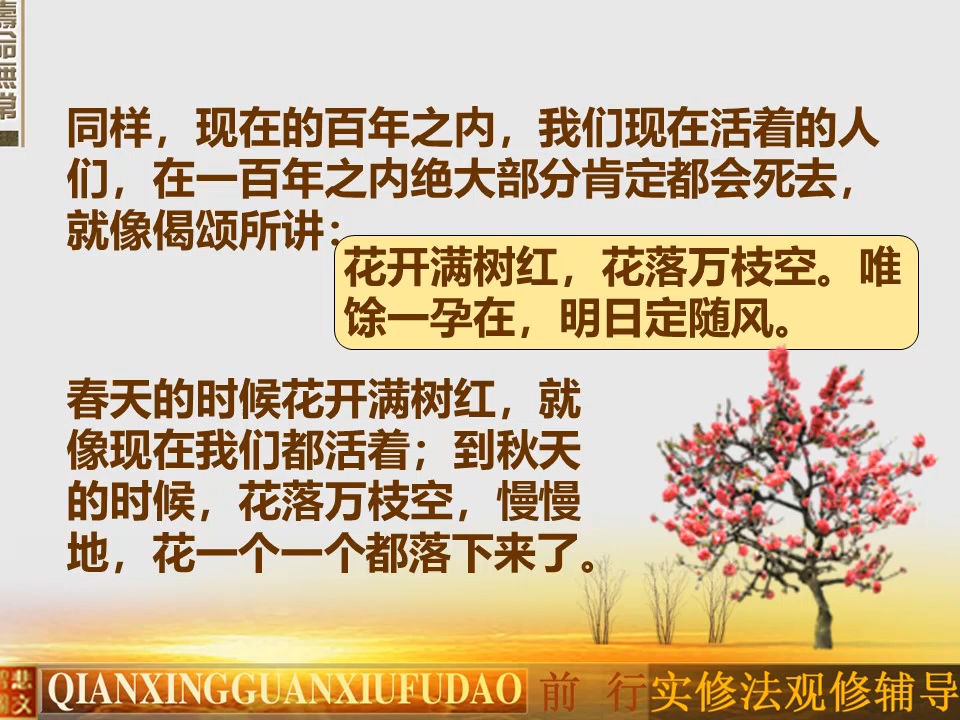 壽命無常
同样，现在的百年之内，我们现在活着的人
们，在一百年之内绝大部分肯定都会死去，
就像偈颂所讲：
花开满树红，花落万枝空。唯
馀一孕在，明日定随风。
春天的时候花开满树红，就
像现在我们都活着；到秋天
的时候，花落万枝空，慢慢
地，花一个一个都落下来了。
QIANXINGGUANXIUFUDAO 前 行 实修法观修辅导